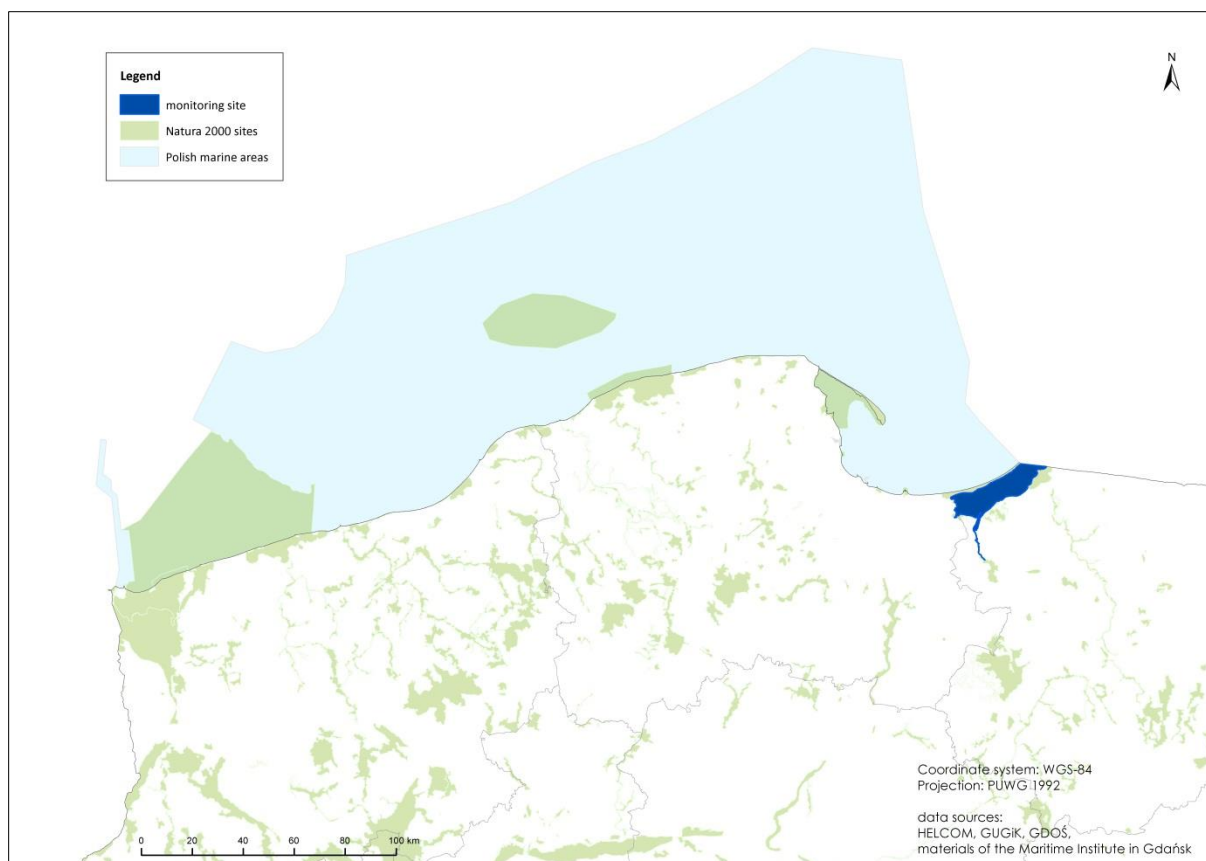 Legend
monitoring site
Natura 2000 sites
Polish marine areas
N
Coordinate system: WGS-84
Projection: PUWG 1992
data sources:
HELCOM, GUGiK, GDOŚ,
materials of the Maritime Institute in Gdańsk
0 20 40 60 80 100 km